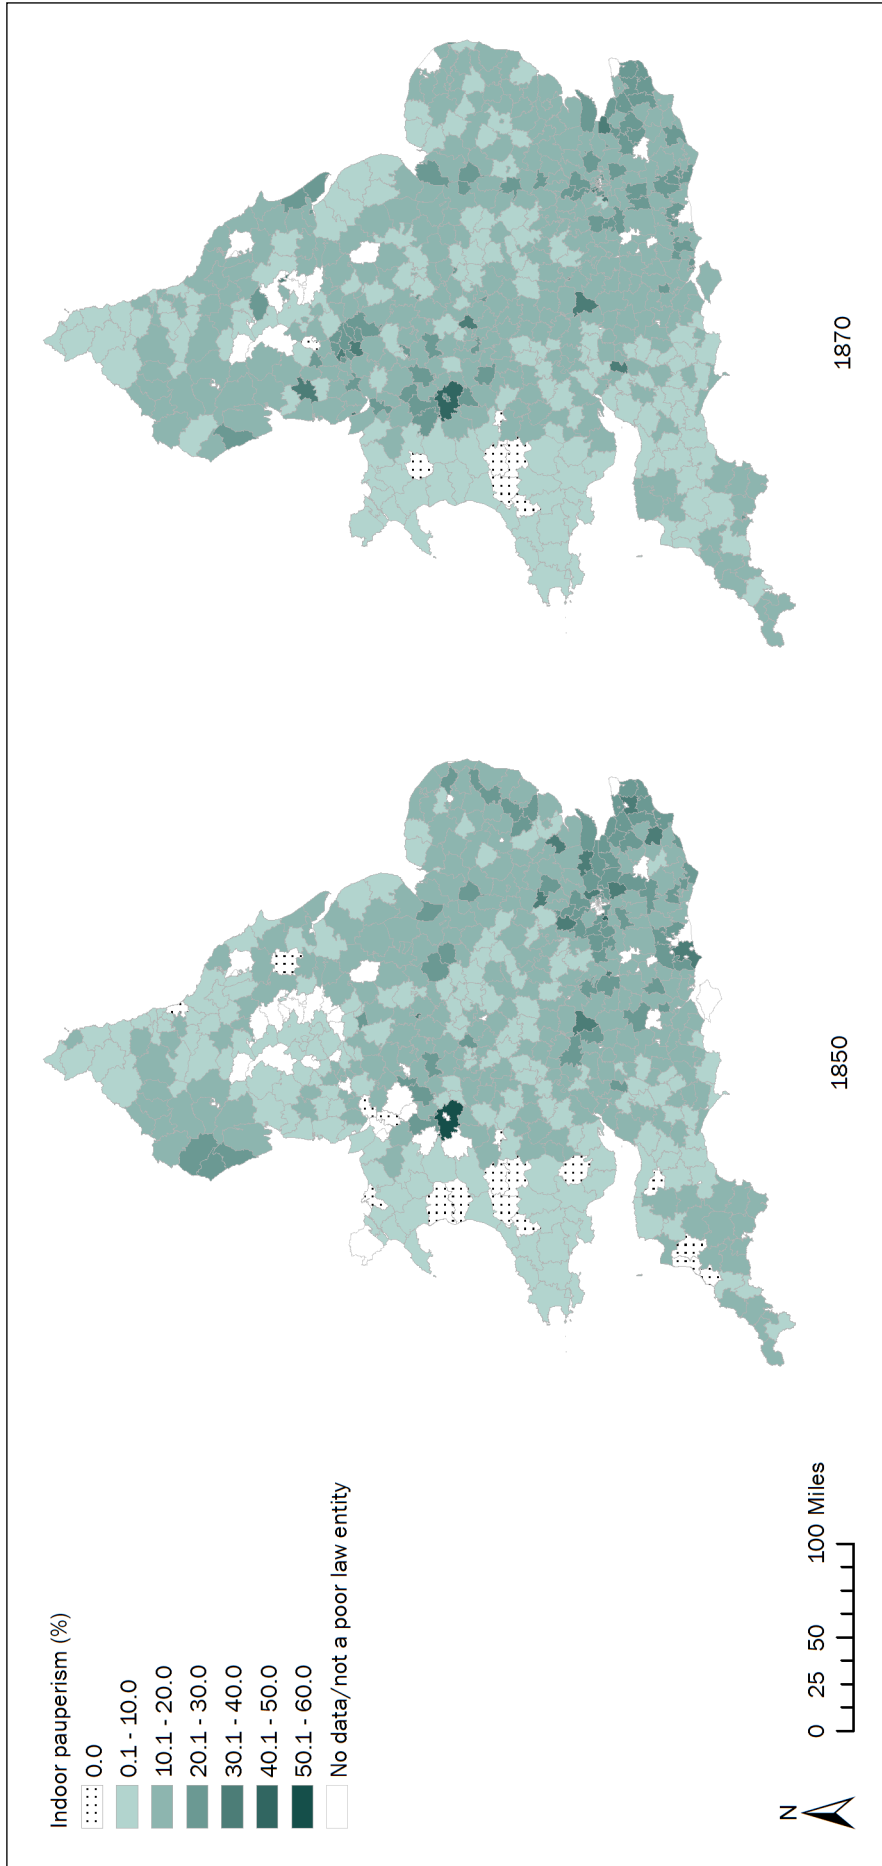 Indoor pauperism (%)
0.0
0.1 - 10.0
10.1 - 20.0
20.1 - 30.0
30.1 - 40.0
40.1 - 50.0
50.1 - 60.0
No data/not a poor law entity
N
0 25 50 100 Miles
1850
1870